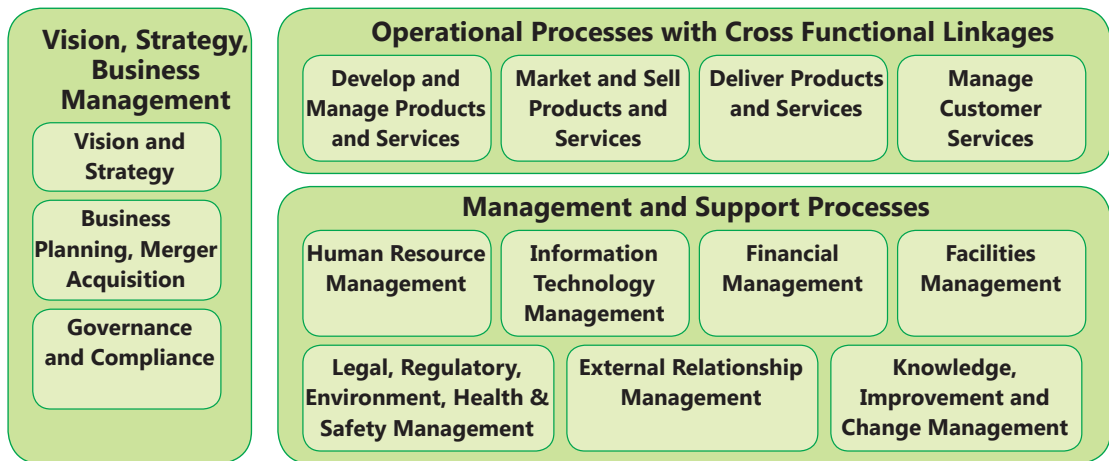 Vision, Strategy,
Business
Management
Vision and
Strategy
Business
Planning, Merger
Acquisition
Governance
and Compliance
Operational Processes with Cross Functional Linkages
Develop and
Manage Products
and Services
Market and Sell
Products and
Services
Deliver Products
and Services
Manage
Customer
Services
Management and Support Processes
Human Resource
Management
Information
Technology
Management
Financial
Management
Facilities
Management
Legal, Regulatory,
Environment, Health &
Safety Management
External Relationship
Management
Knowledge,
Improvement and
Change Management